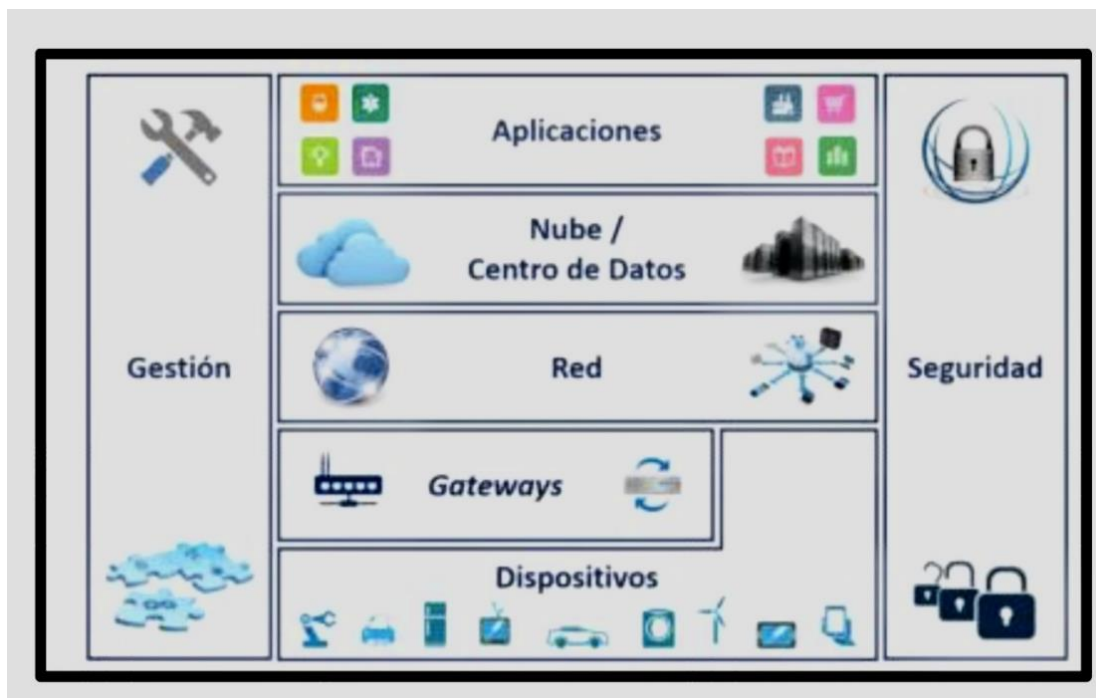 Aplicaciones
Nube /
Centro de Datos
Gestión
Red
Seguridad
Gateways
Dispositivos